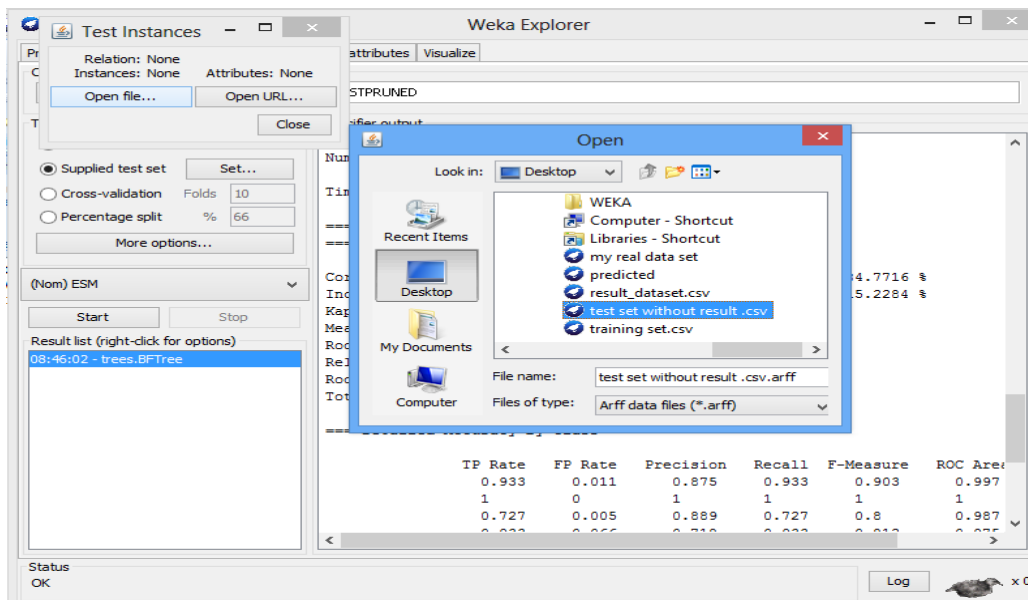 Weka Explorer
Test Instances
Relation: None
Instances: None Attributes: None
Open file... Open URL...
Close
attributes Visualize
STPRUNED
Supplied test set Set...
Cross-validation Folds 10
Percentage split % 66
More options...
(Nom) ESM
Start Stop
Result list (right-click for options)
08:46:02 - trees.BFTree
Open
Look in: Desktop
Recent Items
Desktop
My Documents
Computer
WEKA
Computer - Shortcut
Libraries - Shortcut
my real data set
predicted
result_dataset.csv
test set without result .csv
training set.csv
File name: test set without result .csv.arff
Files of type: Arff data files (*.arff)
4.7716 %
5.2284 %
TP Rate FP Rate Precision Recall F-Measure ROC Are
0.933 0.011 0.875 0.933 0.903 0.997
1 0 1 1 1 1
0.727 0.005 0.889 0.727 0.8 0.987
Status
OK
Log
x 0